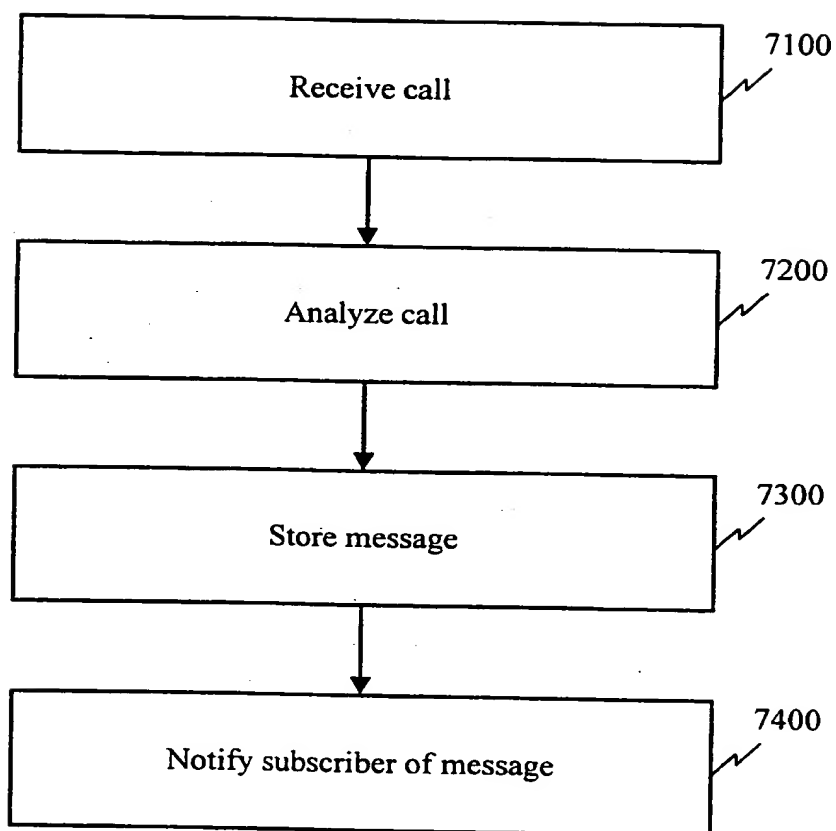 7100
Receive call
7200
Analyze call
7300
Store message
7400
Notify subscriber of message